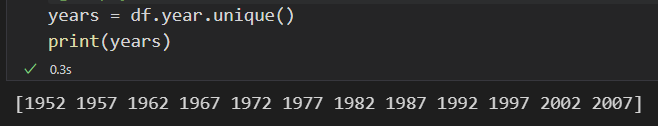 years = df.year.unique()
print(years)
0.3s
[1952 1957 1962 1967 1972 1977 1982 1987 1992 1997 2002 2007]